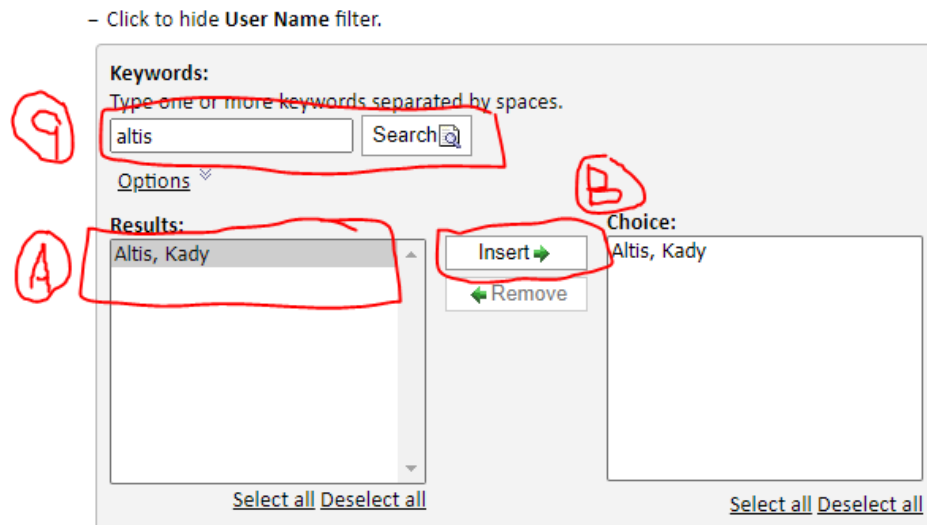 – Click to hide User Name filter.
Keywords:
Type one or more keywords separated by spaces.
9
altis Search
Options
B
Results: Choice:
A
Altis, Kady Insert Altis, Kady
Remove
Select all Deselect all Select all Deselect all